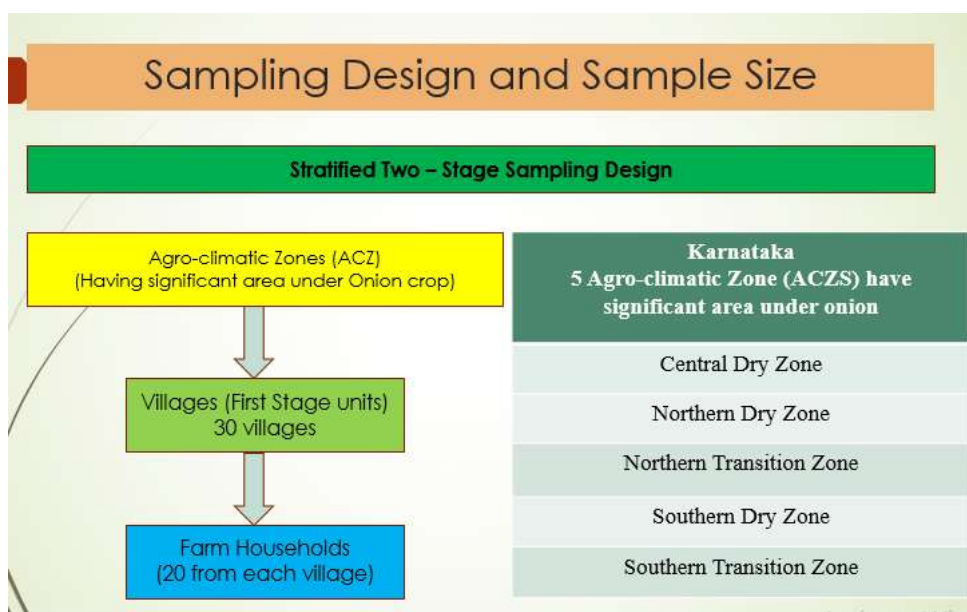 Sampling Design and Sample Size
Stratified Two – Stage Sampling Design
Agro-climatic Zones (ACZ)
(Having significant area under Onion crop)
Villages (First Stage units)
30 villages
Farm Households
(20 from each village)
Karnataka
5 Agro-climatic Zone (ACZS) have
significant area under onion
Central Dry Zone
Northern Dry Zone
Northern Transition Zone
Southern Dry Zone
Southern Transition Zone